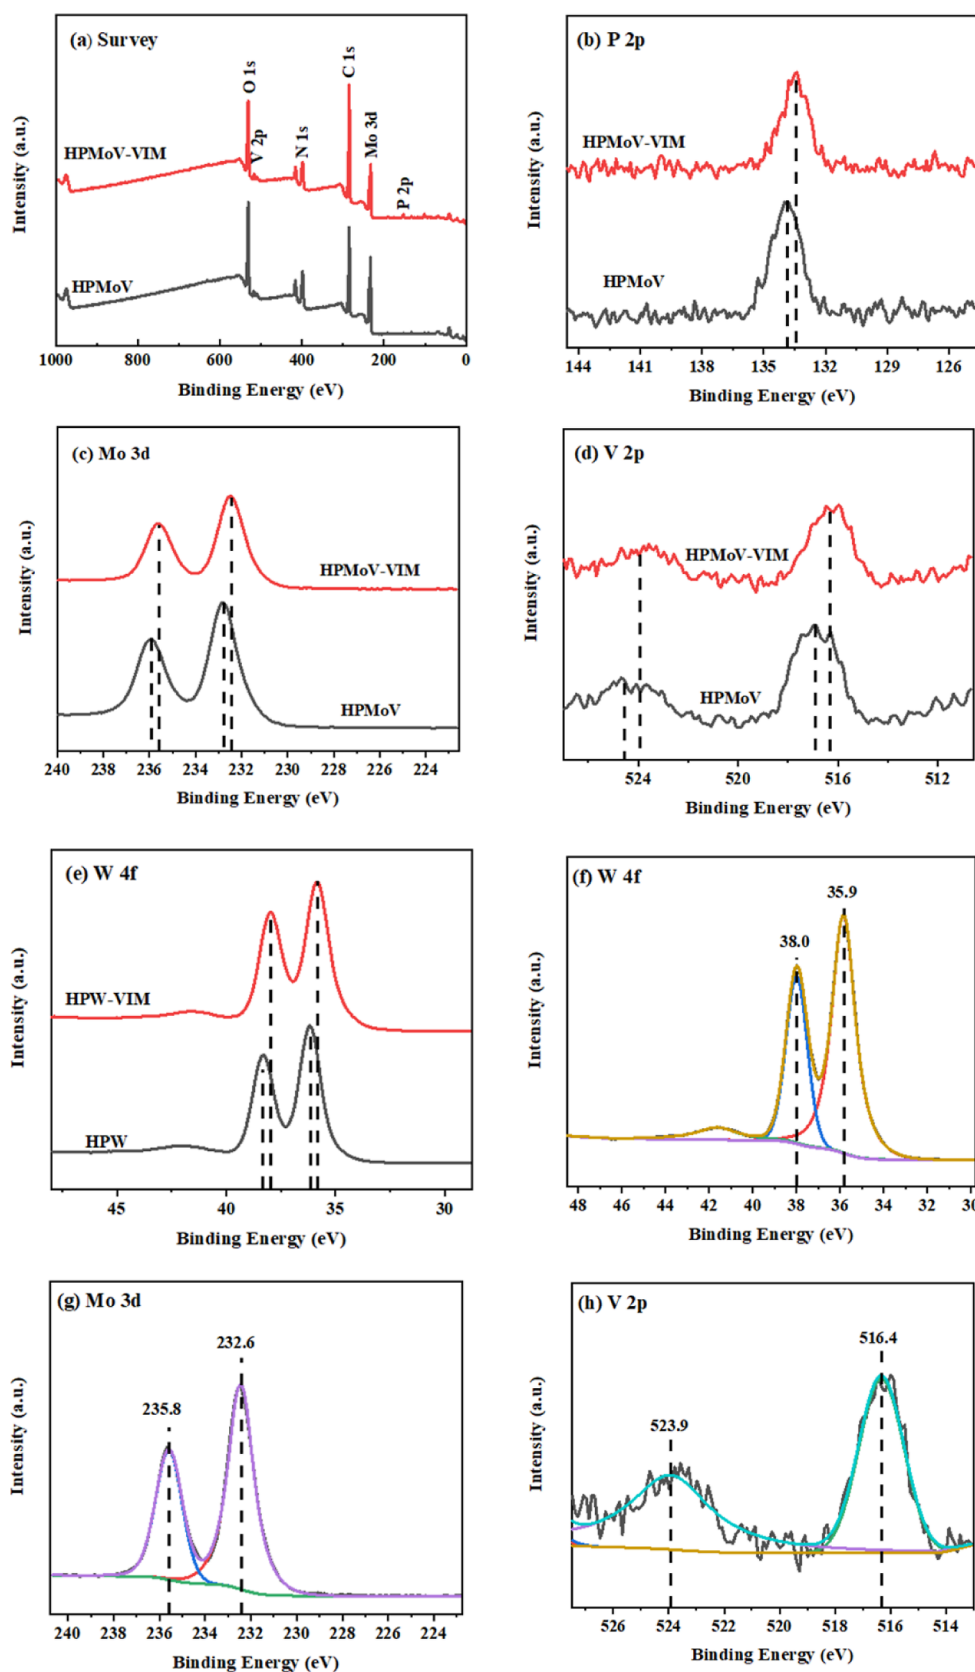 (a) Survey
O 1s
V 2p
N 1s
C 1s
Mo 3d
P 2p
HPMoV-VIM
HPMoV
Intensity (a.u.)
1000 800 600 400 200 0
Binding Energy (eV)
(b) P 2p
HPMoV-VIM
HPMoV
Intensity (a.u.)
144 141 138 135 132 129 126
Binding Energy (eV)
(c) Mo 3d
HPMoV-VIM
HPMoV
Intensity (a.u.)
240 238 236 234 232 230 228 226 224
Binding Energy (eV)
(d) V 2p
HPMoV-VIM
HPMoV
Intensity (a.u.)
524 520 516 512
Binding Energy (eV)
(e) W 4f
HPW-VIM
HPW
Intensity (a.u.)
45 40 35 30
Binding Energy (eV)
(f) W 4f
35.9
38.0
Intensity (a.u.)
48 46 44 42 40 38 36 34 32 30
Binding Energy (eV)
(g) Mo 3d
232.6
235.8
Intensity (a.u.)
240 238 236 234 232 230 228 226 224
Binding Energy (eV)
(h) V 2p
516.4
523.9
Intensity (a.u.)
526 524 522 520 518 516 514
Binding Energy (eV)